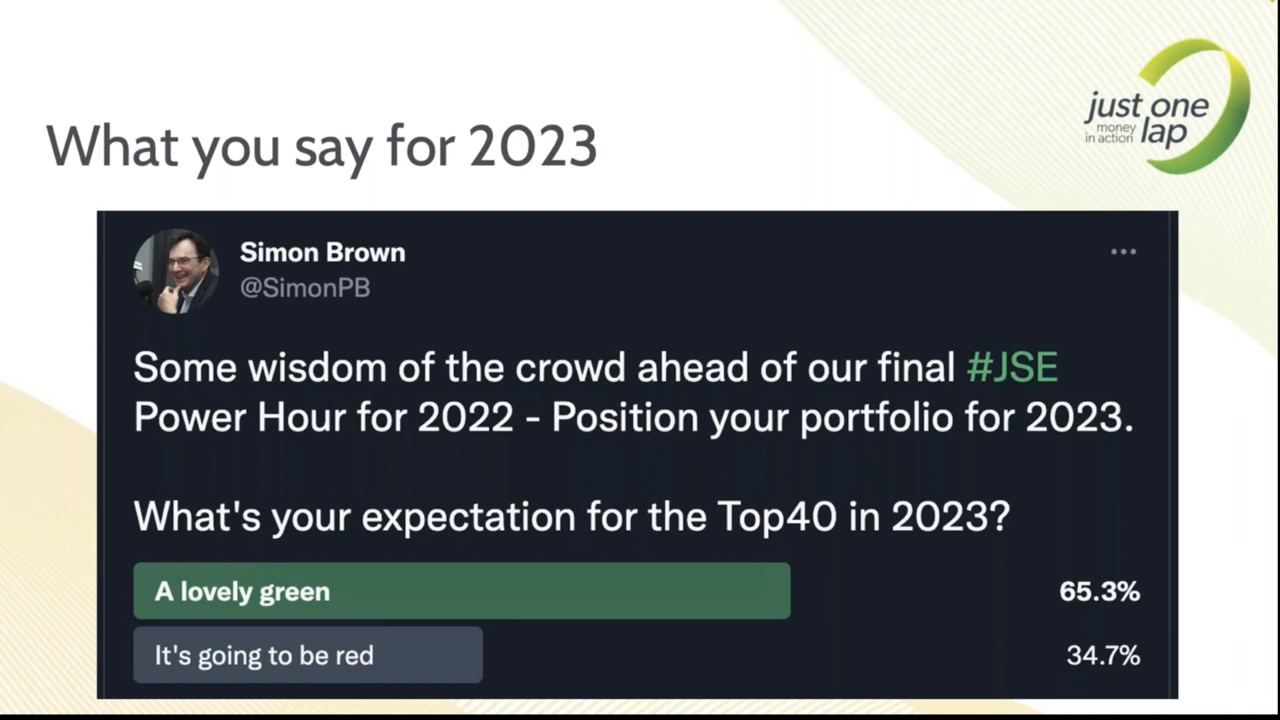 What you say for 2023
just one
money
in action lap
Simon Brown
@SimonPB
Some wisdom of the crowd ahead of our final #JSE
Power Hour for 2022 - Position your portfolio for 2023.
What's your expectation for the Top40 in 2023?
A lovely green 65.3%
It's going to be red 34.7%